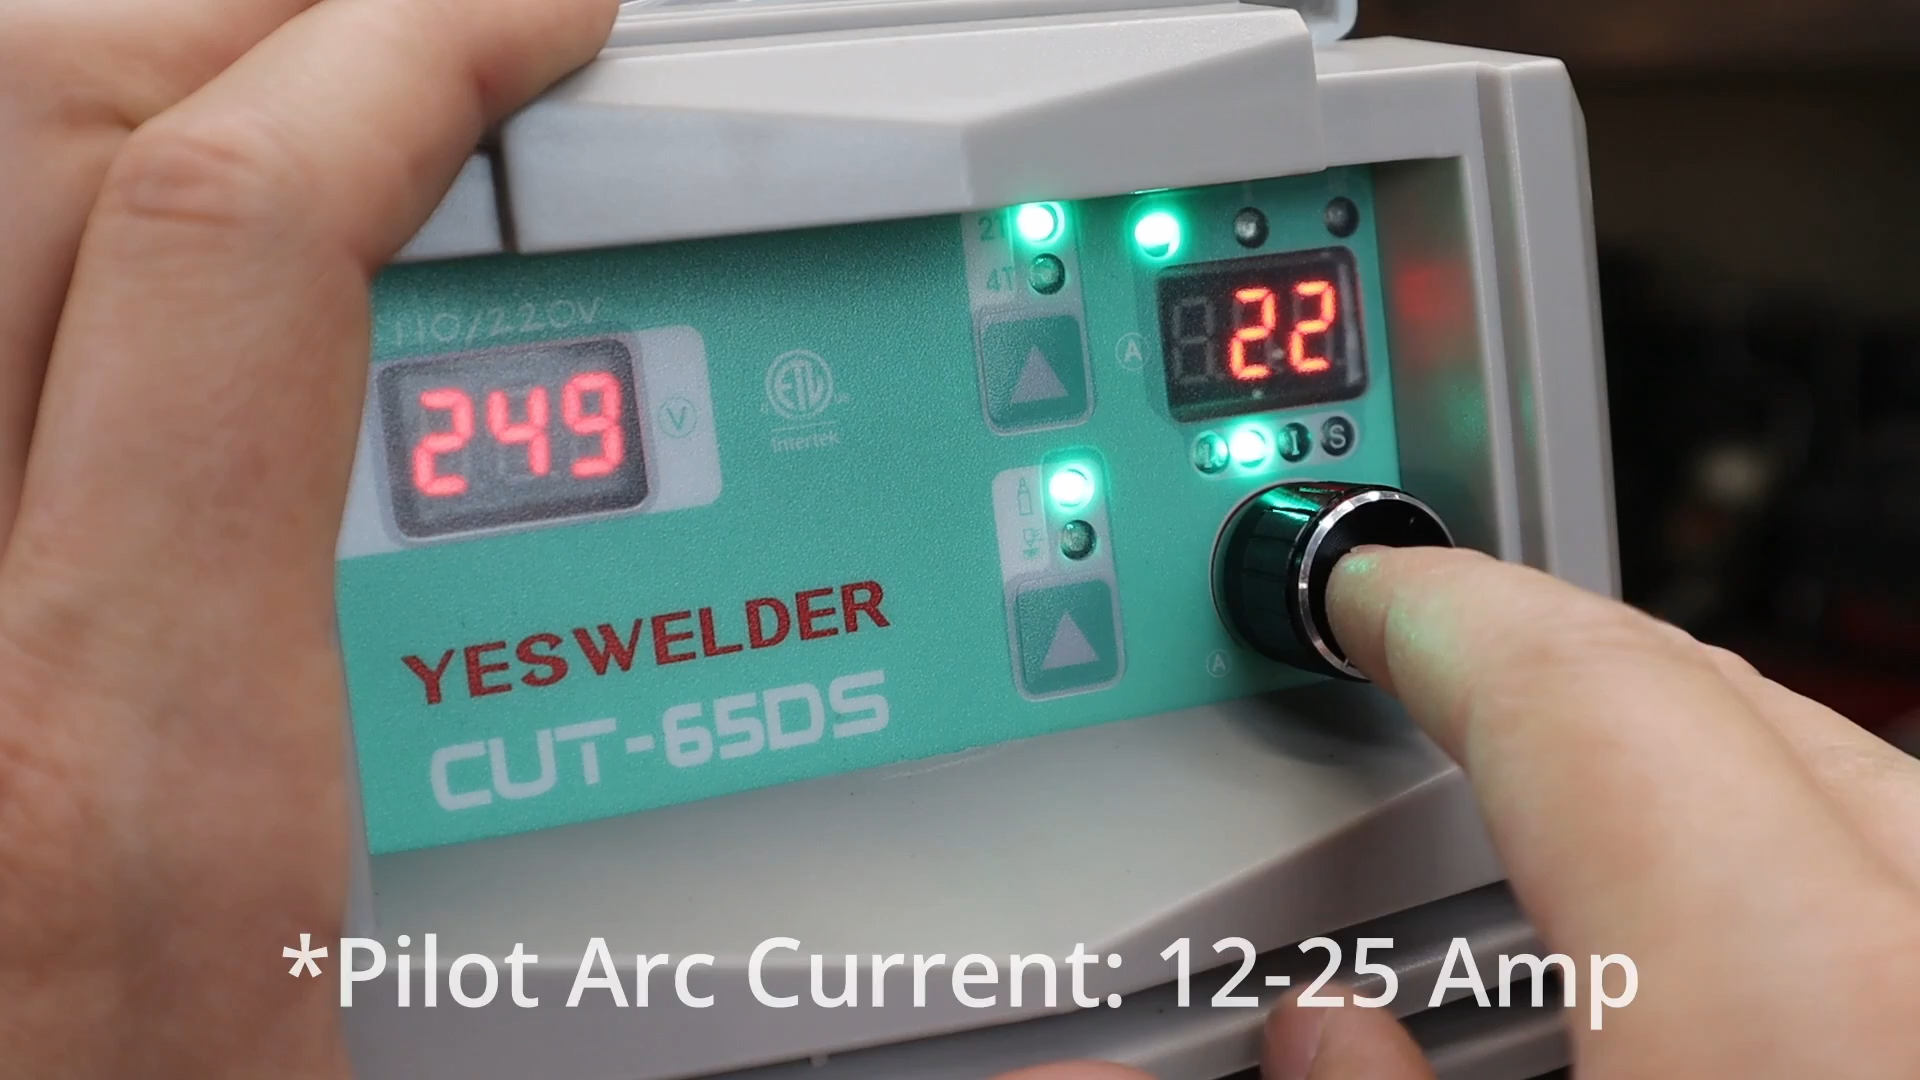 110/220V
249
V
ETL
Intertek
2T
4T
A
22
S
A
YESWELDER
CUT-65DS
*Pilot Arc Current: 12-25 Amp